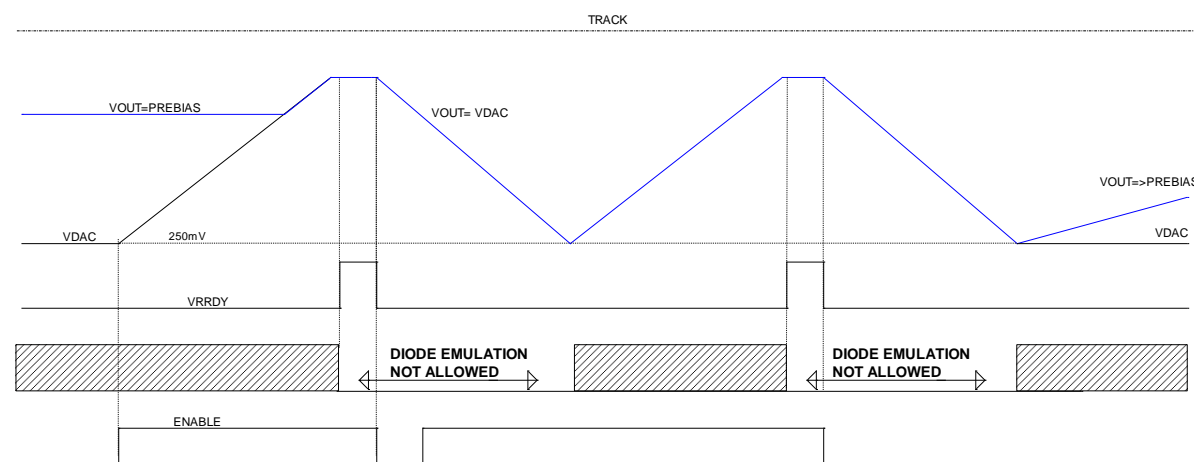 TRACK
VOUT=PREBIAS
VOUT= VDAC
VOUT=>PREBIAS
VDAC
250mV
VDAC
VRRDY
DIODE EMULATION
NOT ALLOWED
DIODE EMULATION
NOT ALLOWED
ENABLE